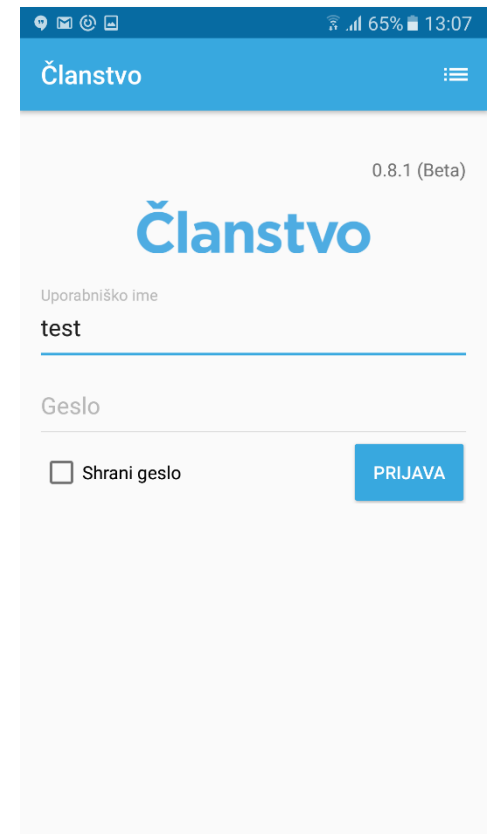 65% 13:07
Članstvo
0.8.1 (Beta)
Članstvo
Uporabniško ime
test
Geslo
Shrani geslo PRIJAVA